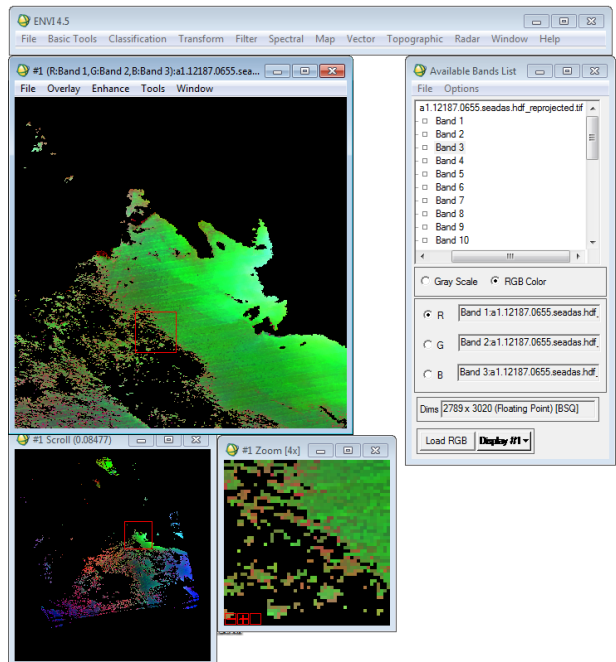 ENVI 4.5
File Basic Tools Classification Transform Filter Spectral Map Vector Topographic Radar Window Help
#1 (R:Band 1,G:Band 2,B:Band 3):a1.12187.0655.sea...
File Overlay Enhance Tools Window
Available Bands List
File Options
a1.12187.0655.seadas.hdf_reprojected.tif
Band 1
Band 2
Band 3
Band 4
Band 5
Band 6
Band 7
Band 8
Band 9
Band 10
Gray Scale RGB Color
R Band 1:a1.12187.0655.seadas.hdf_
G Band 2:a1.12187.0655.seadas.hdf_
B Band 3:a1.12187.0655.seadas.hdf_
Dims 2789 x 3020 (Floating Point) [BSQ]
Load RGB Display #1
#1 Scroll (0.08477)
#1 Zoom [4x]